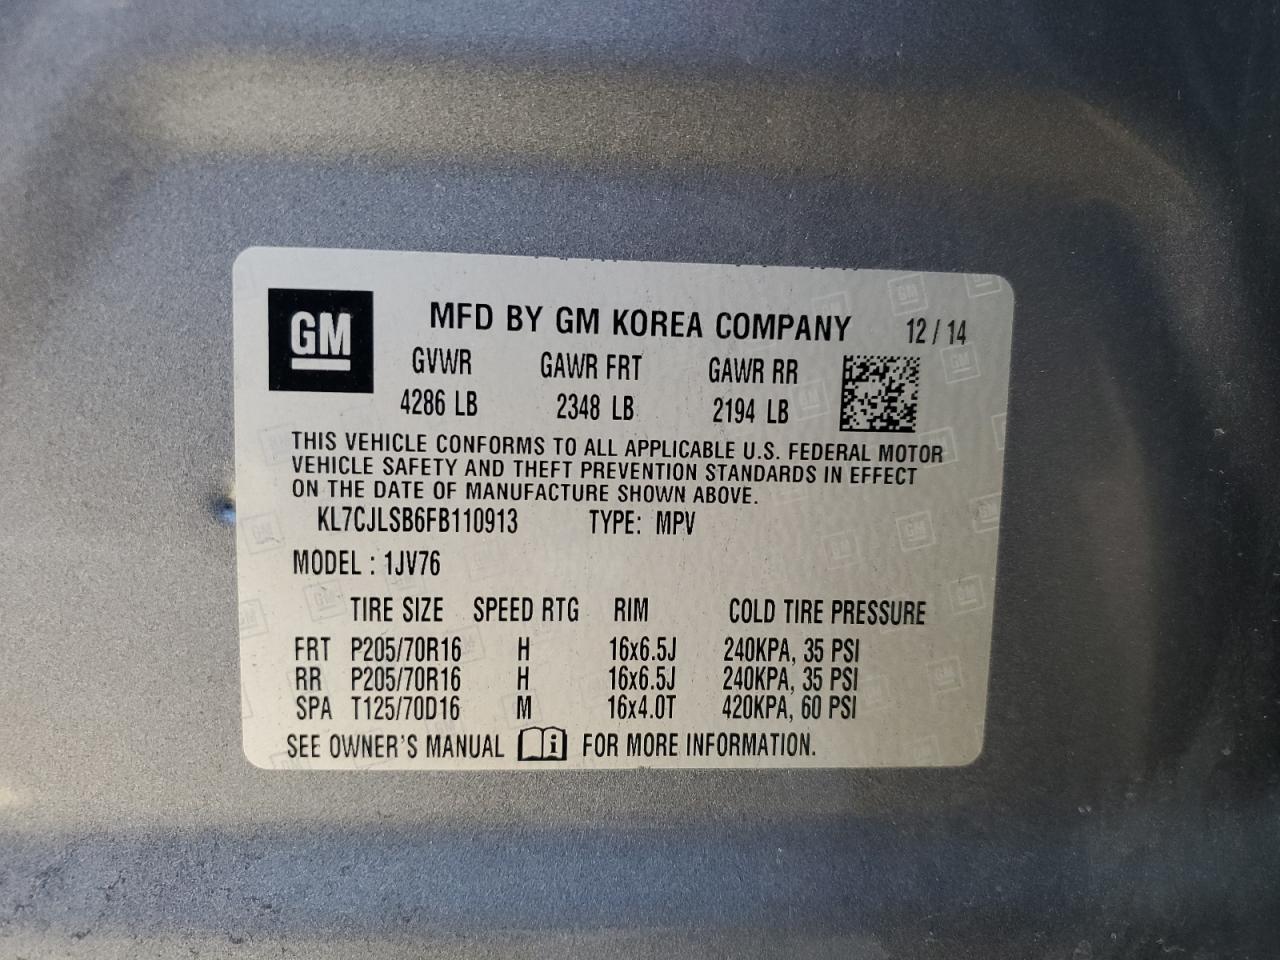 GM
MFD BY GM KOREA COMPANY 12/14
GVWR GAWR FRT GAWR RR
4286 LB 2348 LB 2194 LB
THIS VEHICLE CONFORMS TO ALL APPLICABLE U.S. FEDERAL MOTOR
VEHICLE SAFETY AND THEFT PREVENTION STANDARDS IN EFFECT
ON THE DATE OF MANUFACTURE SHOWN ABOVE.
KL7CJLSB6FB110913 TYPE: MPV
MODEL : 1JV76
TIRE SIZE SPEED RTG RIM COLD TIRE PRESSURE
FRT P205/70R16 H 16x6.5J 240KPA, 35 PSI
RR P205/70R16 H 16x6.5J 240KPA, 35 PSI
SPA T125/70D16 M 16x4.0T 420KPA, 60 PSI
SEE OWNER'S MANUAL i FOR MORE INFORMATION.